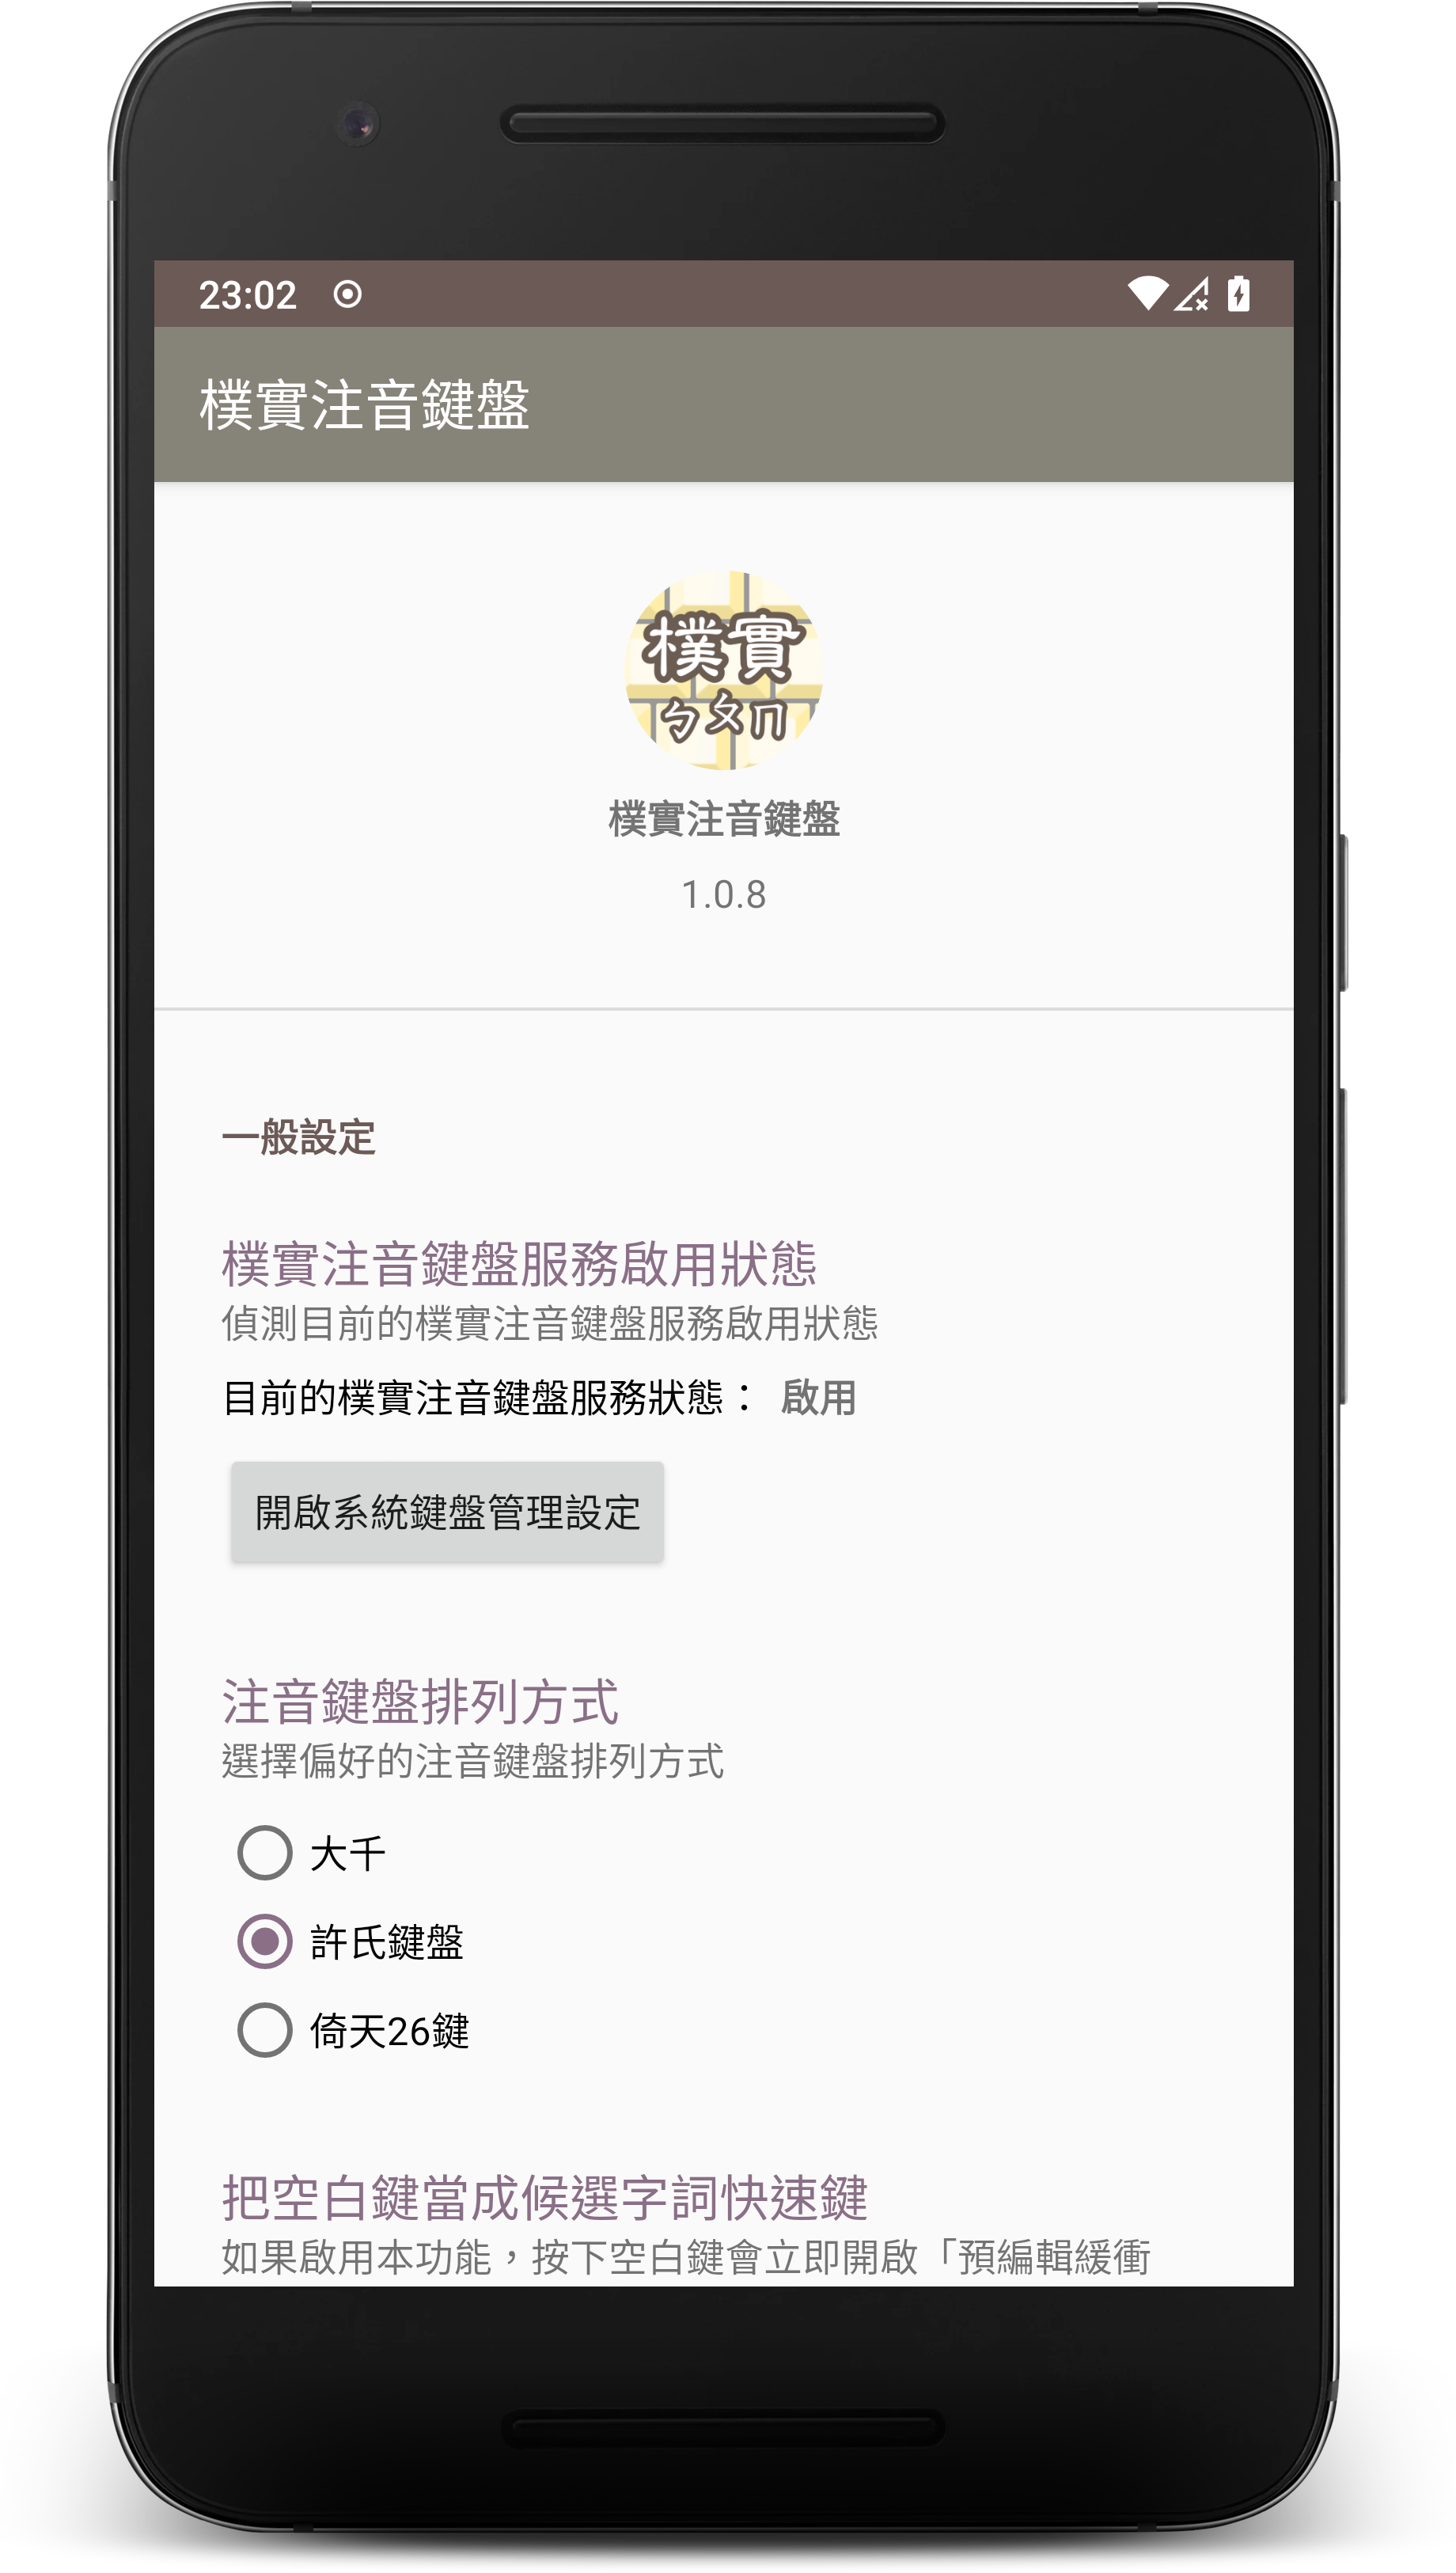 23:02
樸實注音鍵盤
樸實
ㄅㄆㄇ
樸實注音鍵盤
1.0.8
一般設定
樸實注音鍵盤服務啟用狀態
偵測目前的樸實注音鍵盤服務啟用狀態
目前的樸實注音鍵盤服務狀態： 啟用
開啟系統鍵盤管理設定
注音鍵盤排列方式
選擇偏好的注音鍵盤排列方式
大千
許氏鍵盤
倚天26鍵
把空白鍵當成候選字詞快速鍵
如果啟用本功能，按下空白鍵會立即開啟「預編輯緩衝